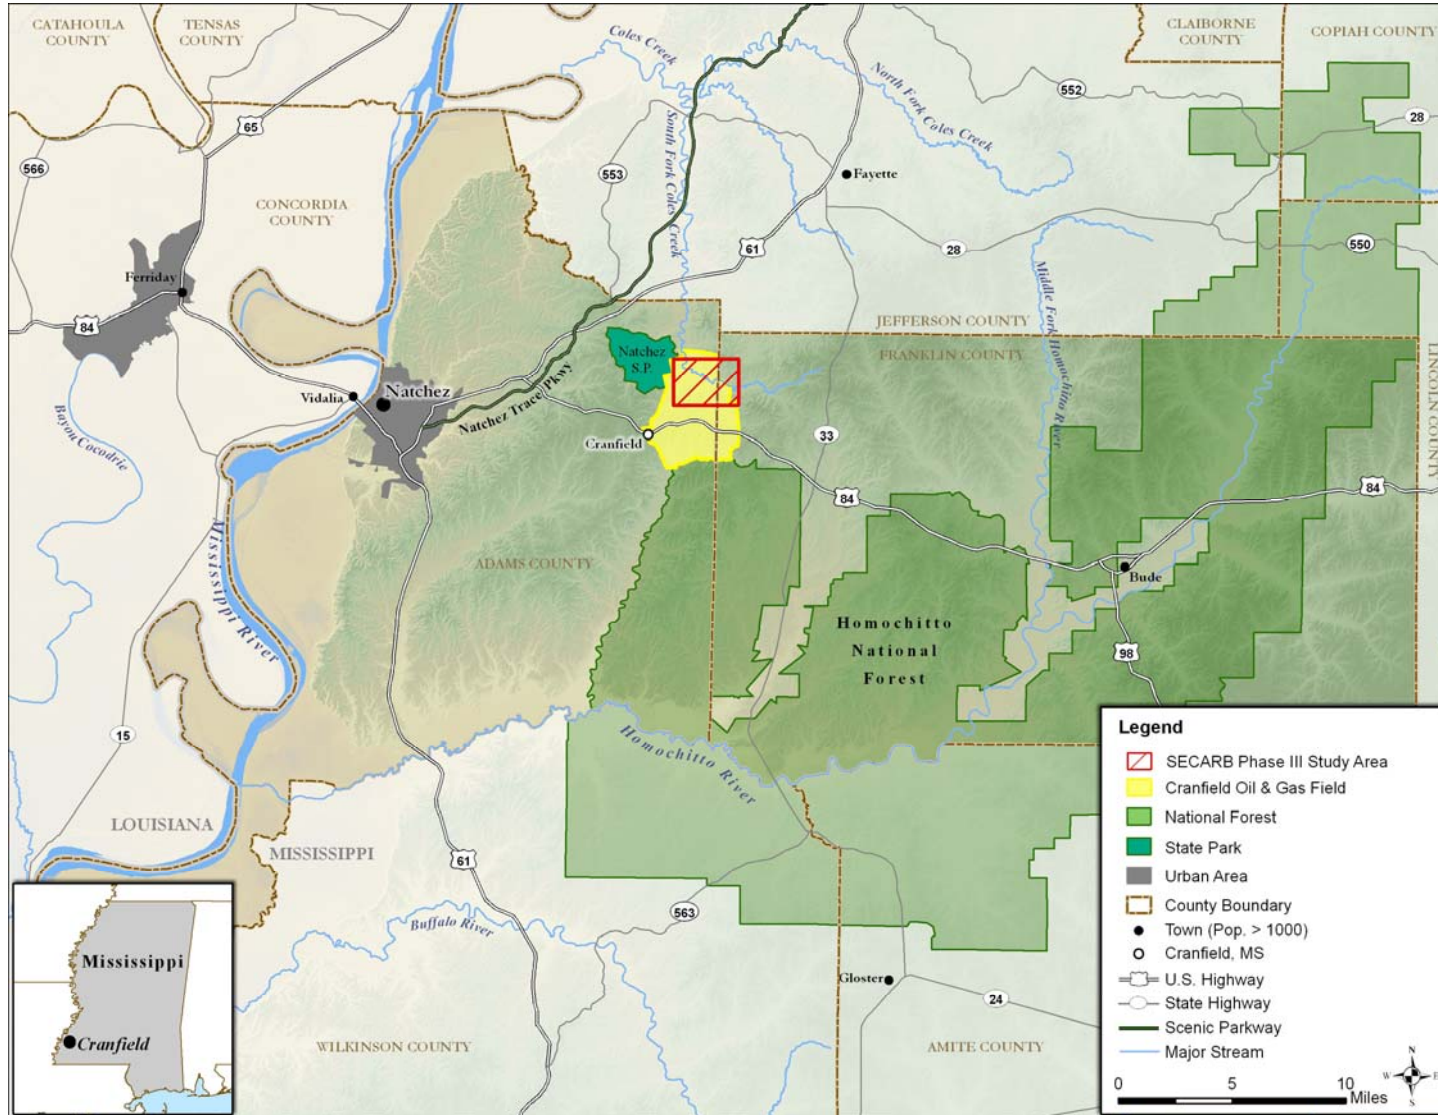 CATAHOULA
COUNTY
TENSAS
COUNTY
CLAIBORNE
COUNTY
COPIAH COUNTY
Coles Creek
North Fork Coles Creek
South Fork Coles Creek
552
28
65
566
553
Fayette
CONCORDIA
COUNTY
61
28
550
Ferriday
84
Middle Fork Homochitto River
JEFFERSON COUNTY
FRANKLIN COUNTY
LINCOLN COUNTY
Natchez
S.P.
Natchez
Vidalia
Natchez Trace Pkwy
Bayou Cocodrie
Cranfield
33
84
84
Mississippi River
ADAMS COUNTY
Bude
Homochitto
National
Forest
98
15
Homochitto River
LOUISIANA
MISSISSIPPI
61
563
Buffalo River
Gloster
24
WILKINSON COUNTY
AMITE COUNTY
Mississippi
Cranfield
Legend
SECARB Phase III Study Area
Cranfield Oil & Gas Field
National Forest
State Park
Urban Area
County Boundary
Town (Pop. > 1000)
Cranfield, MS
U.S. Highway
State Highway
Scenic Parkway
Major Stream
N
W E
S
0 5 10
Miles